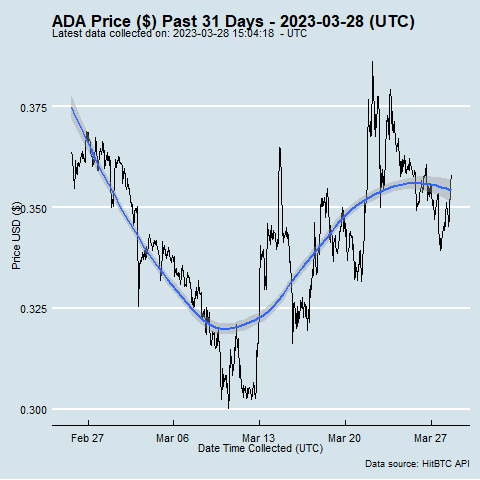 ADA Price ($) Past 31 Days - 2023-03-28 (UTC)
Latest data collected on: 2023-03-28 15:04:18 - UTC
0.375
0.350
0.325
0.300
Price USD ($)
Feb 27 Mar 06 Mar 13 Mar 20 Mar 27
Date Time Collected (UTC)
Data source: HitBTC API